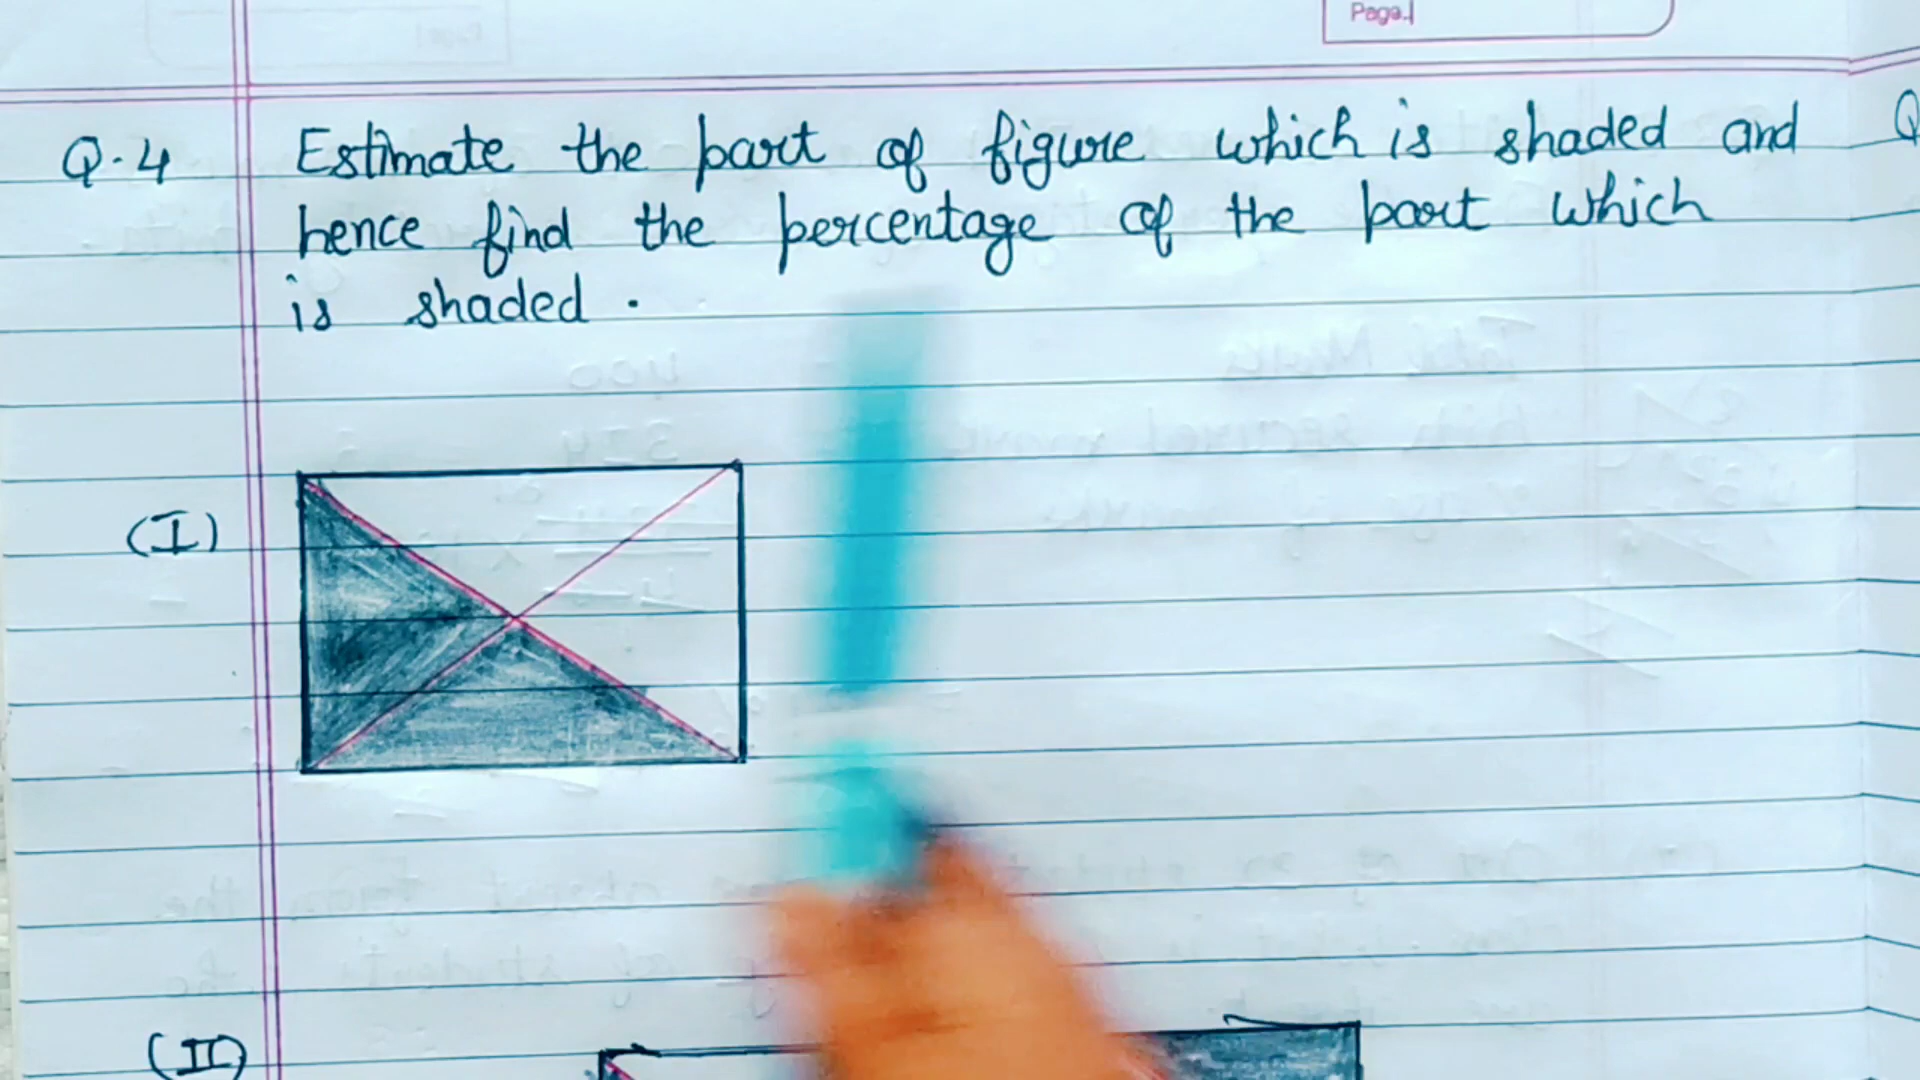 Page.
Q.4 Estimate the part of figure which is shaded and
hence find the percentage of the part which
is shaded.
(I)
(II)